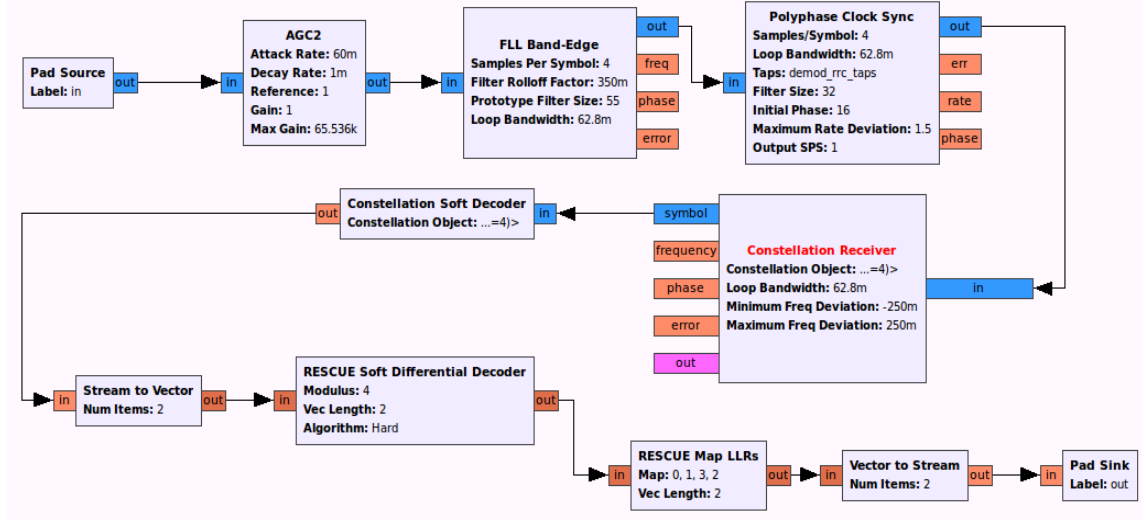 Pad Source
Label: in
out
in
AGC2
Attack Rate: 60m
Decay Rate: 1m
Reference: 1
Gain: 1
Max Gain: 65.536k
out
in
FLL Band-Edge
Samples Per Symbol: 4
Filter Rolloff Factor: 350m
Prototype Filter Size: 55
Loop Bandwidth: 62.8m
out
freq
phase
error
in
Polyphase Clock Sync
Samples/Symbol: 4
Loop Bandwidth: 62.8m
Taps: demod_rrc_taps
Filter Size: 32
Initial Phase: 16
Maximum Rate Deviation: 1.5
Output SPS: 1
out
err
rate
phase
out
Constellation Soft Decoder
Constellation Object: ...=4)>
in
symbol
frequency
phase
error
out
Constellation Receiver
Constellation Object: ...=4)>
Loop Bandwidth: 62.8m
Minimum Freq Deviation: -250m
Maximum Freq Deviation: 250m
in
in
Stream to Vector
Num Items: 2
out
in
RESCUE Soft Differential Decoder
Modulus: 4
Vec Length: 2
Algorithm: Hard
out
in
RESCUE Map LLRs
Map: 0, 1, 3, 2
Vec Length: 2
out
in
Vector to Stream
Num Items: 2
out
in
Pad Sink
Label: out